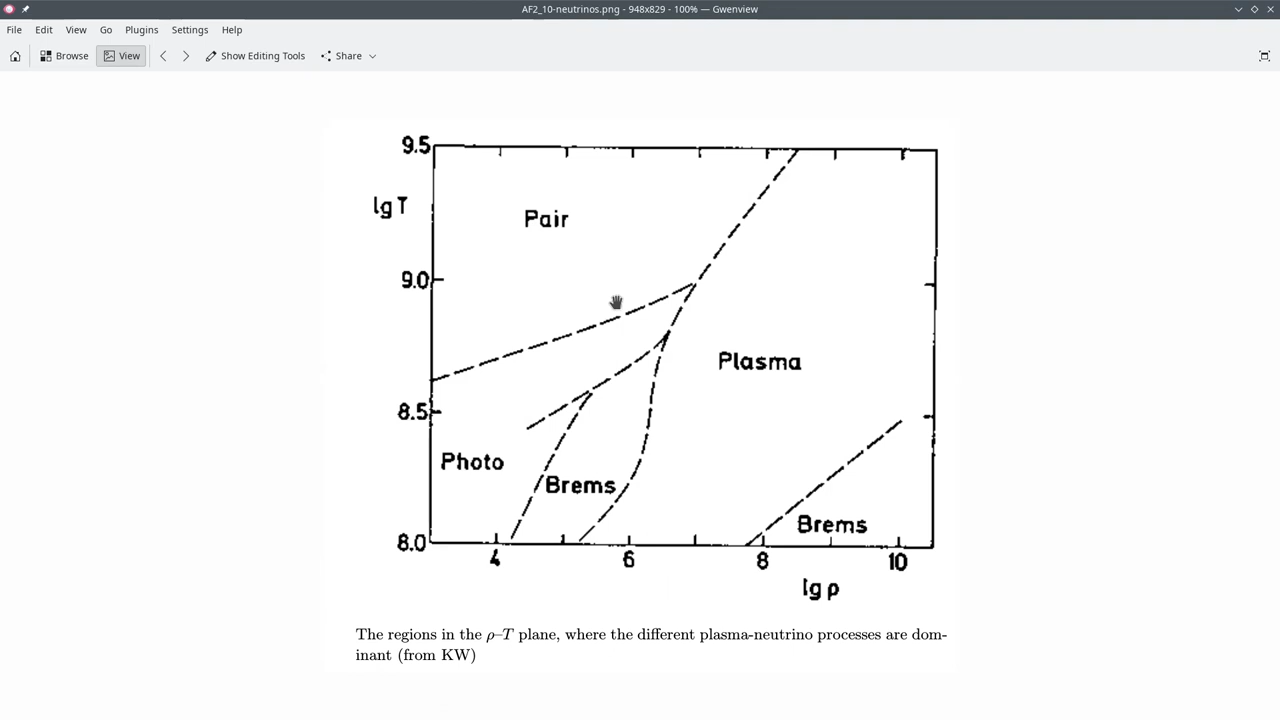 AF2_10-neutrinos.png - 948x829 - 100% — Gwenview
File Edit View Go Plugins Settings Help
Browse View Show Editing Tools Share
9.5
lg T
Pair
9.0
Plasma
8.5
Photo
Brems
Brems
8.0
4 6 8 10
lg ρ
The regions in the ρ–T plane, where the different plasma-neutrino processes are dom-
inant (from KW)